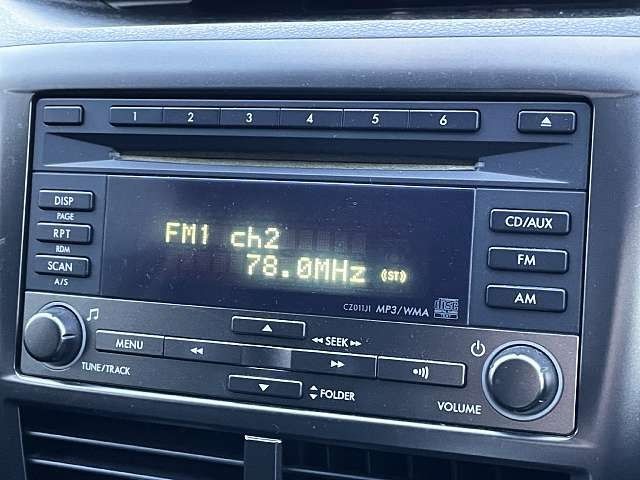 1 2 3 4 5 6
DISP
PAGE
RPT
RDM
SCAN
A/S
FM1 ch2
78.0MHz ((ST))
CZ011JI MP3/WMA
CD/AUX
FM
AM
MENU
SEEK
TUNE/TRACK
FOLDER
VOLUME